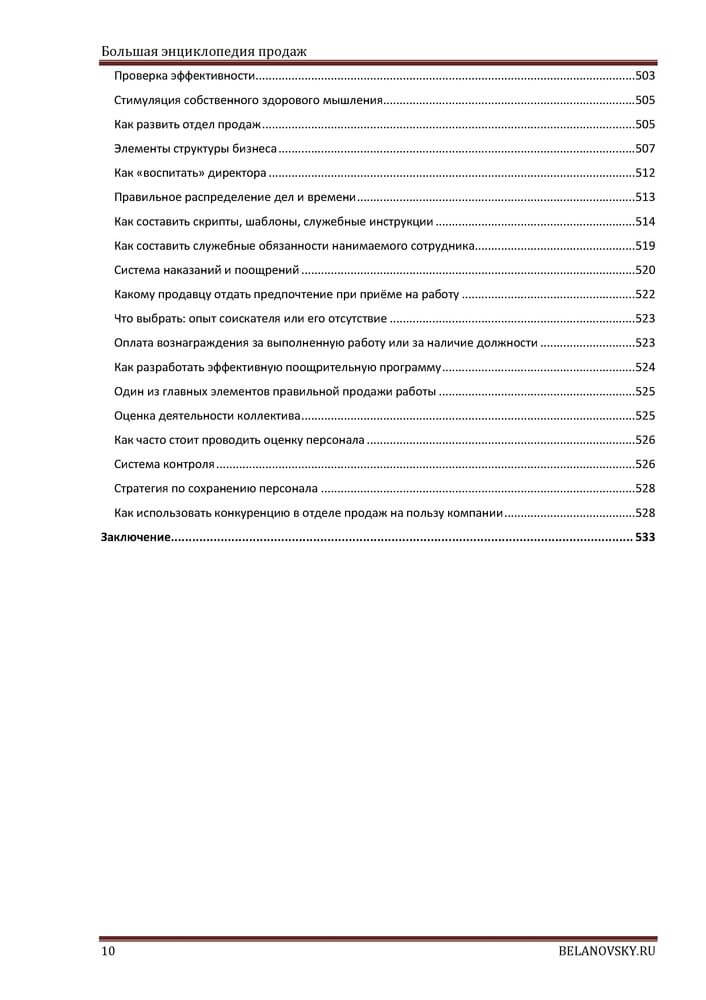 Большая энциклопедия продаж
Проверка эффективности....................503
Стимуляция собственного здорового мышления....................505
Как развить отдел продаж....................505
Элементы структуры бизнеса....................507
Как «воспитать» директора....................512
Правильное распределение дел и времени....................513
Как составить скрипты, шаблоны, служебные инструкции....................514
Как составить служебные обязанности нанимаемого сотрудника....................519
Система наказаний и поощрений....................520
Какому продавцу отдать предпочтение при приёме на работу....................522
Что выбрать: опыт соискателя или его отсутствие....................523
Оплата вознаграждения за выполненную работу или за наличие должности....................523
Как разработать эффективную поощрительную программу....................524
Один из главных элементов правильной продажи работы....................525
Оценка деятельности коллектива....................525
Как часто стоит проводить оценку персонала....................526
Система контроля....................526
Стратегия по сохранению персонала....................528
Как использовать конкуренцию в отделе продаж на пользу компании....................528
Заключение....................533
10 BELANOVSKY.RU